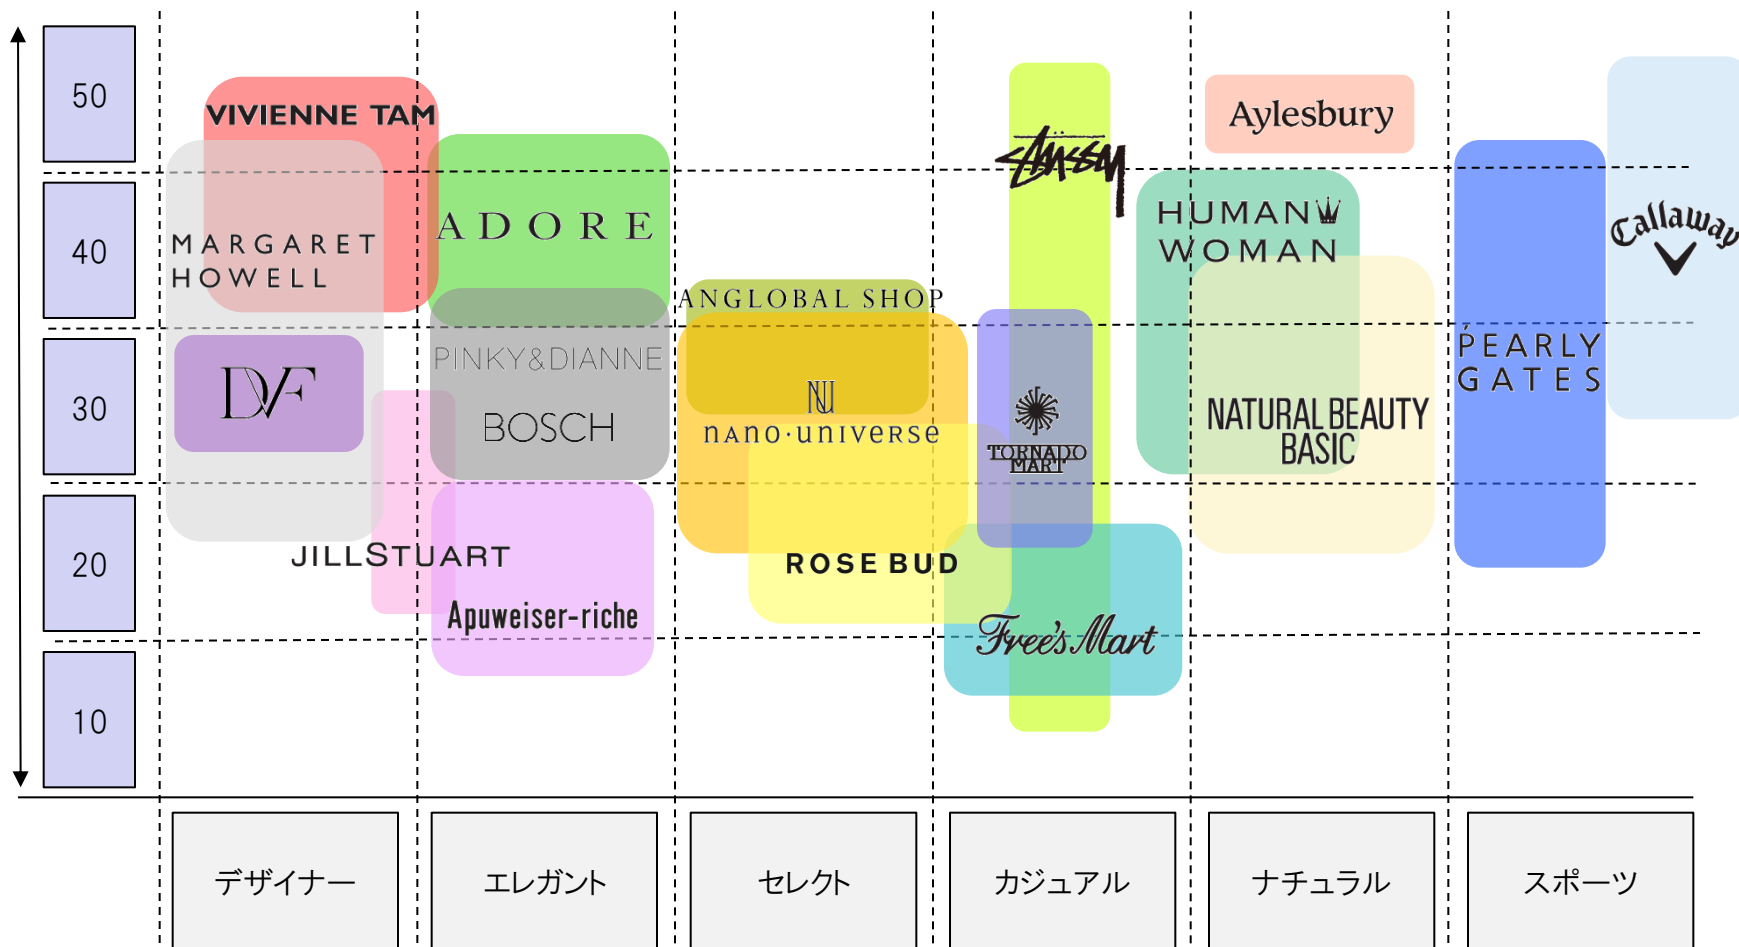 50
40
30
20
10
VIVIENNE TAM
MARGARET
HOWELL
DVF
JILLSTUART
ADORE
PINKY&DIANNE
BOSCH
Apuweiser-riche
ANGLOBAL SHOP
NU
nano・universe
ROSE BUD
STÜSSY
TORNADO
MART
Free's Mart
Aylesbury
HUMAN
WOMAN
NATURAL BEAUTY
BASIC
PEARLY
GATES
Callaway
デザイナー
エレガント
セレクト
カジュアル
ナチュラル
スポーツ